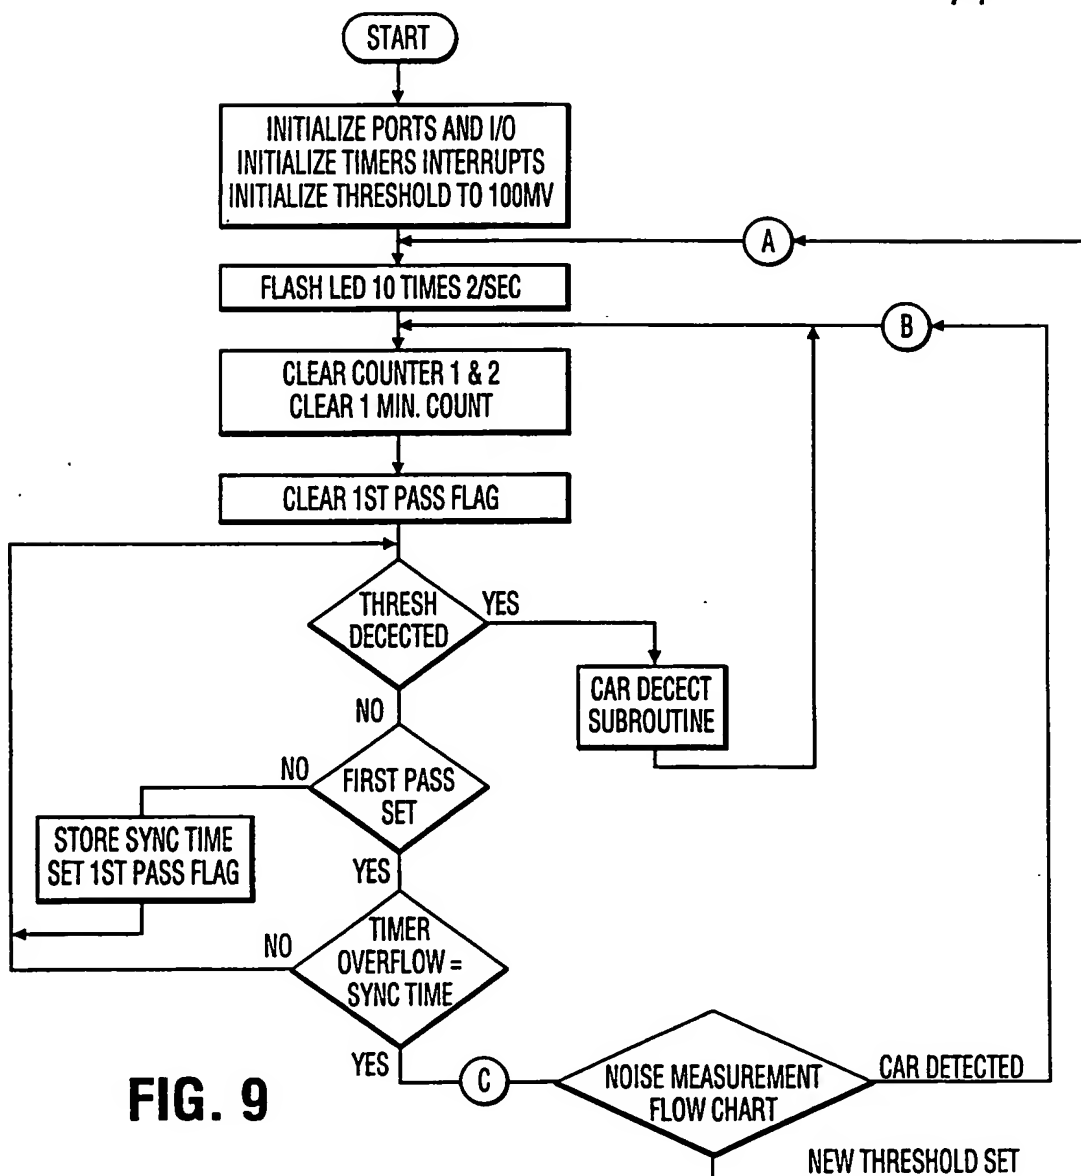 START
INITIALIZE PORTS AND I/O
INITIALIZE TIMERS INTERRUPTS
INITIALIZE THRESHOLD TO 100MV
A
FLASH LED 10 TIMES 2/SEC
B
CLEAR COUNTER 1 & 2
CLEAR 1 MIN. COUNT
CLEAR 1ST PASS FLAG
THRESH
DECECTED
YES
CAR DECECT
SUBROUTINE
NO
FIRST PASS
SET
NO
STORE SYNC TIME
SET 1ST PASS FLAG
YES
TIMER
OVERFLOW =
SYNC TIME
NO
YES
C
NOISE MEASUREMENT
FLOW CHART
CAR DETECTED
NEW THRESHOLD SET
FIG. 9